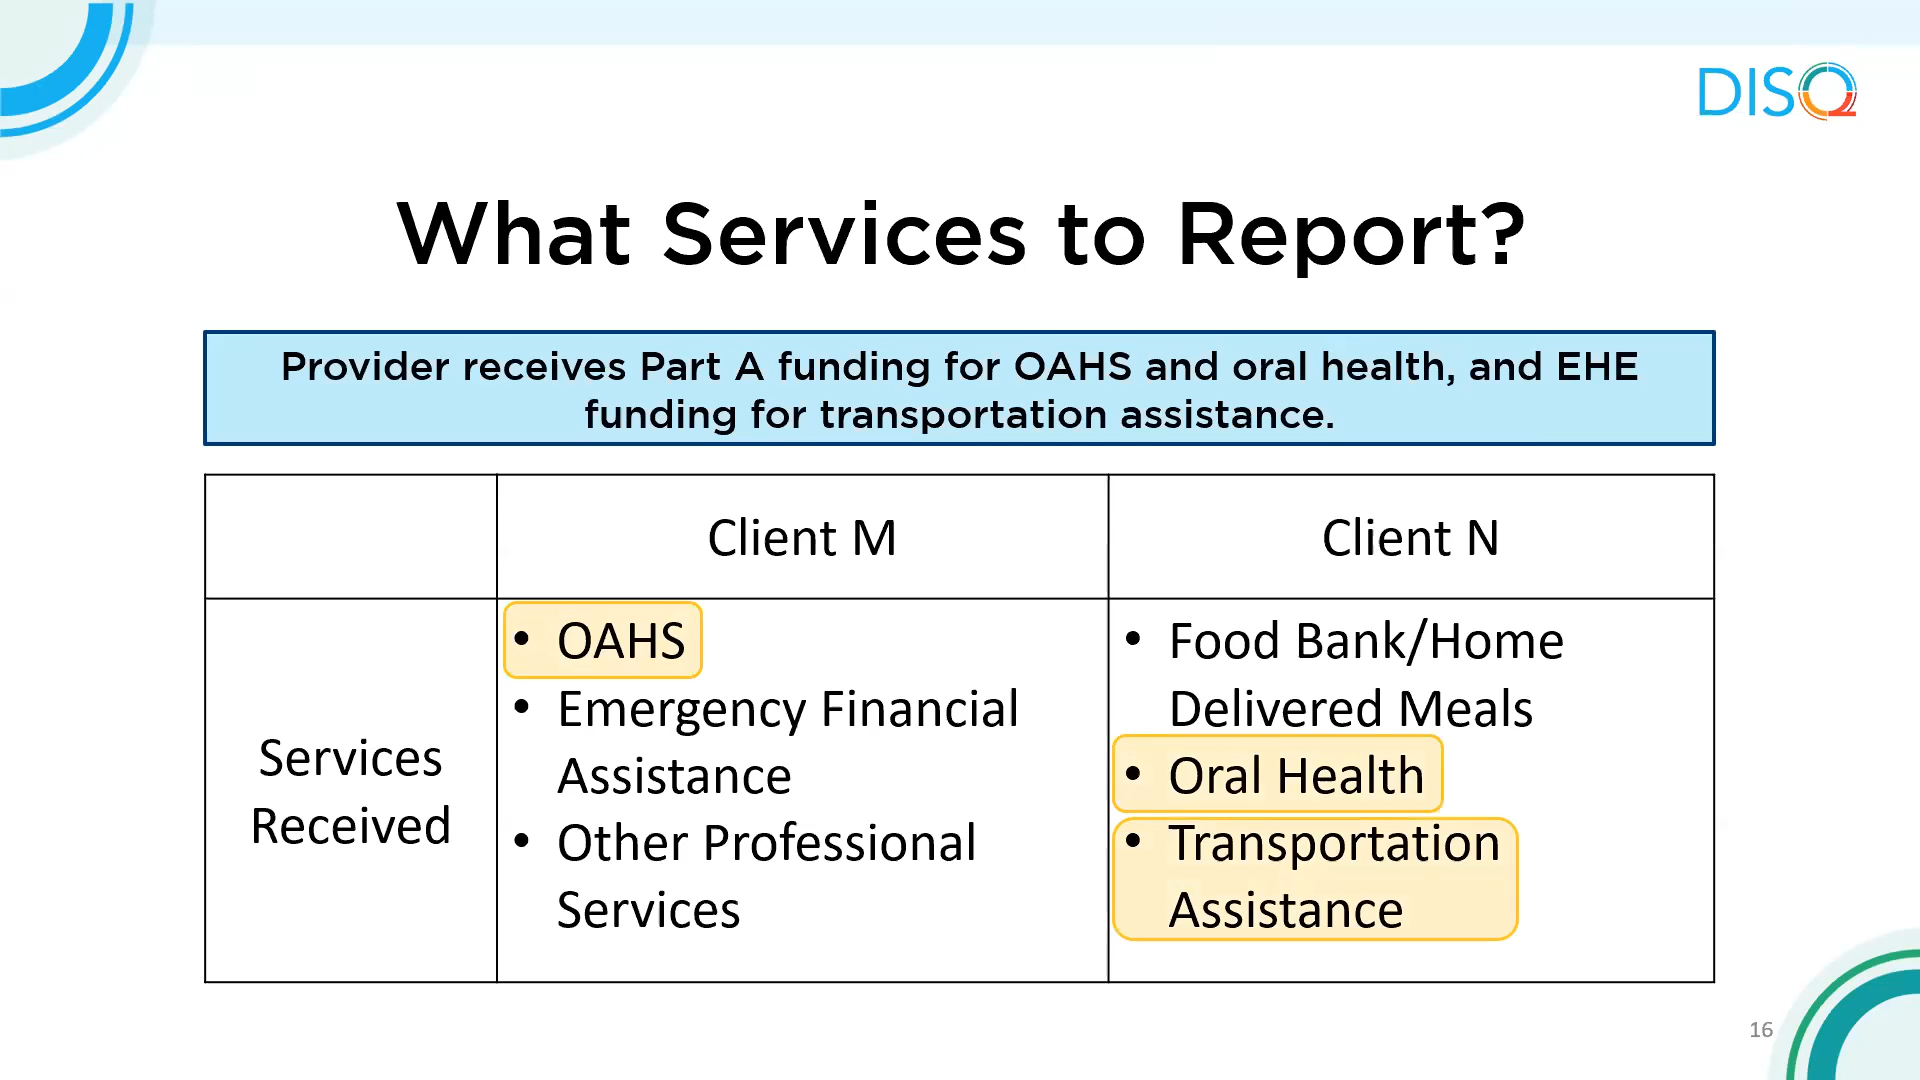 DISQ
What Services to Report?
Provider receives Part A funding for OAHS and oral health, and EHE
funding for transportation assistance.
Client M
Client N
Services
Received
• OAHS
• Emergency Financial
Assistance
• Other Professional
Services
• Food Bank/Home
Delivered Meals
• Oral Health
• Transportation
Assistance
16